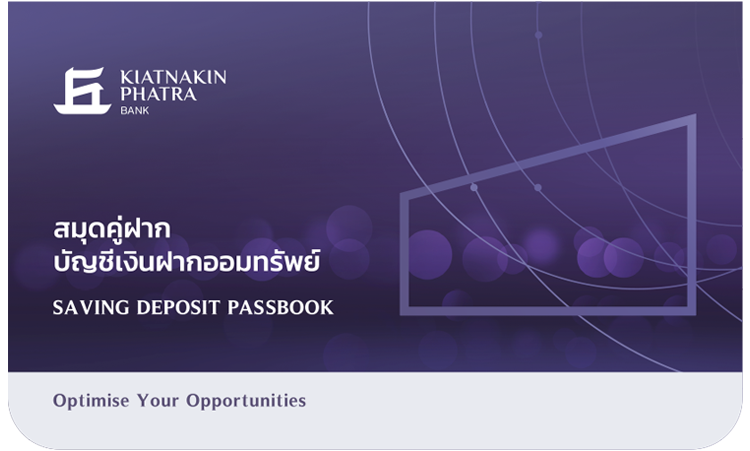 KIATNAKIN
PHATRA
BANK
สมุดคู่ฝาก
บัญชีเงินฝากออมทรัพย์
SAVING DEPOSIT PASSBOOK
Optimise Your Opportunities